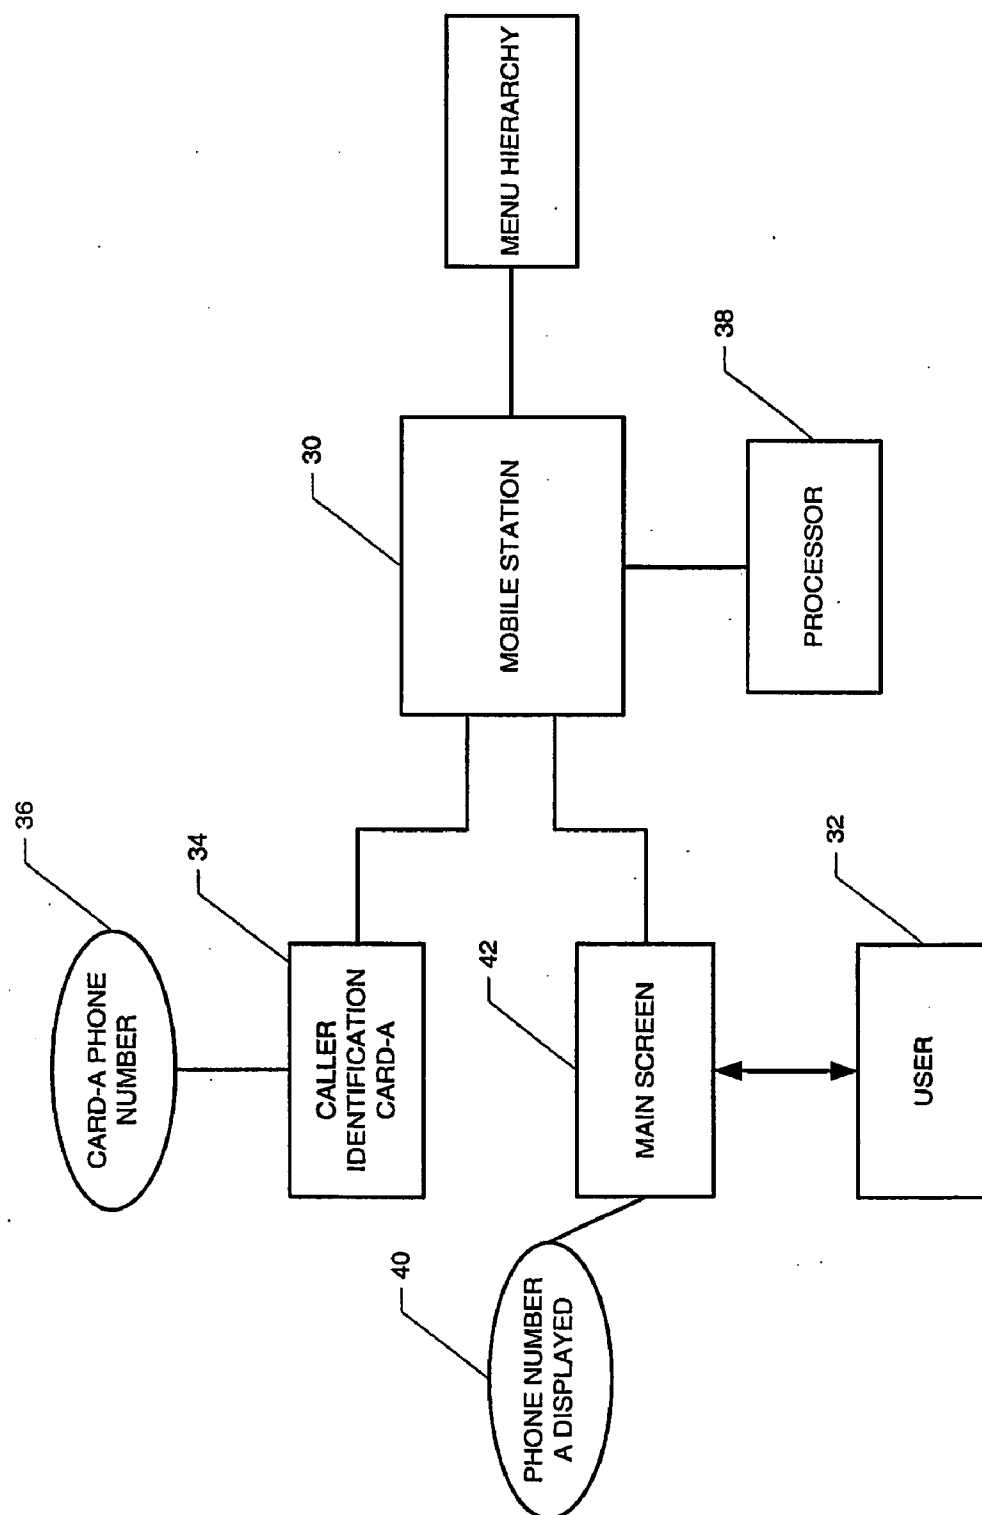 36
CARD-A PHONE
NUMBER
34
CALLER
IDENTIFICATION
CARD-A
30
MOBILE STATION
MENU HIERARCHY
40
PHONE NUMBER
A DISPLAYED
42
MAIN SCREEN
38
PROCESSOR
32
USER